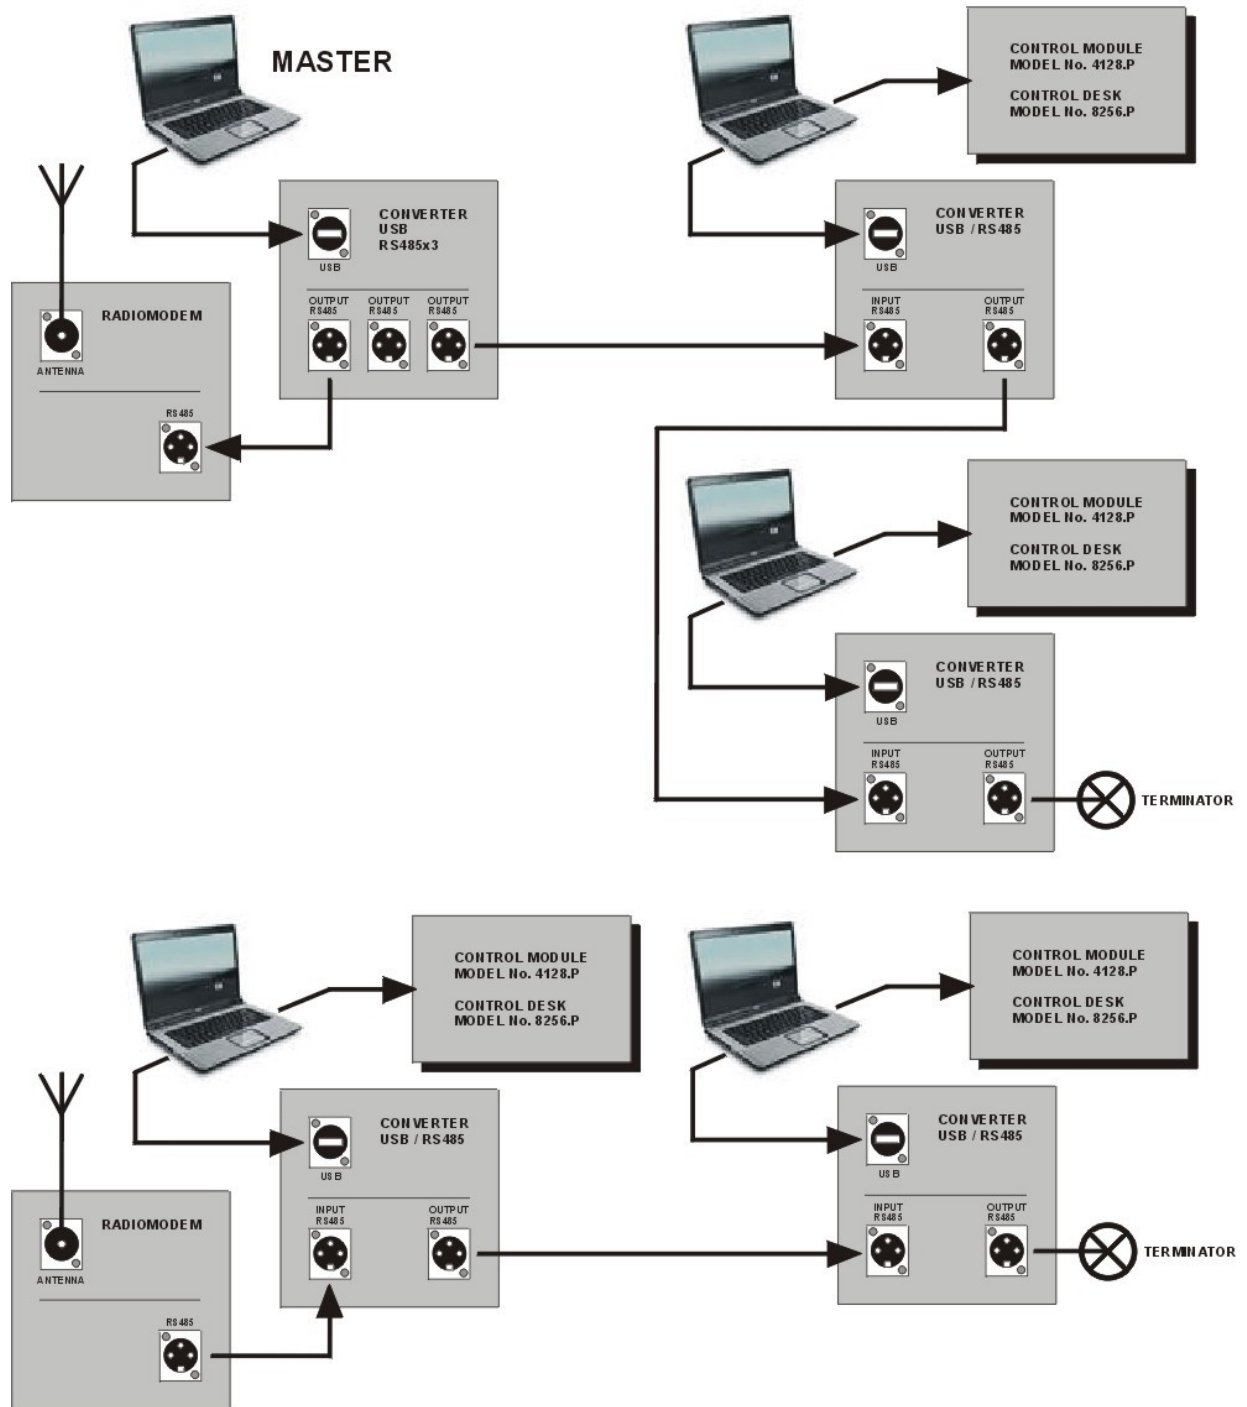 MASTER
CONTROL MODULE
MODEL No. 4128.P
CONTROL DESK
MODEL No. 8256.P
CONVERTER
USB
RS485x3
USB
OUTPUT
RS485
OUTPUT
RS485
OUTPUT
RS485
CONVERTER
USB / RS485
USB
INPUT
RS485
OUTPUT
RS485
RADIOMODEM
ANTENNA
RS485
CONTROL MODULE
MODEL No. 4128.P
CONTROL DESK
MODEL No. 8256.P
CONVERTER
USB / RS485
USB
INPUT
RS485
OUTPUT
RS485
TERMINATOR
CONTROL MODULE
MODEL No. 4128.P
CONTROL DESK
MODEL No. 8256.P
CONTROL MODULE
MODEL No. 4128.P
CONTROL DESK
MODEL No. 8256.P
CONVERTER
USB / RS485
USB
INPUT
RS485
OUTPUT
RS485
CONVERTER
USB / RS485
USB
INPUT
RS485
OUTPUT
RS485
TERMINATOR
RADIOMODEM
ANTENNA
RS485